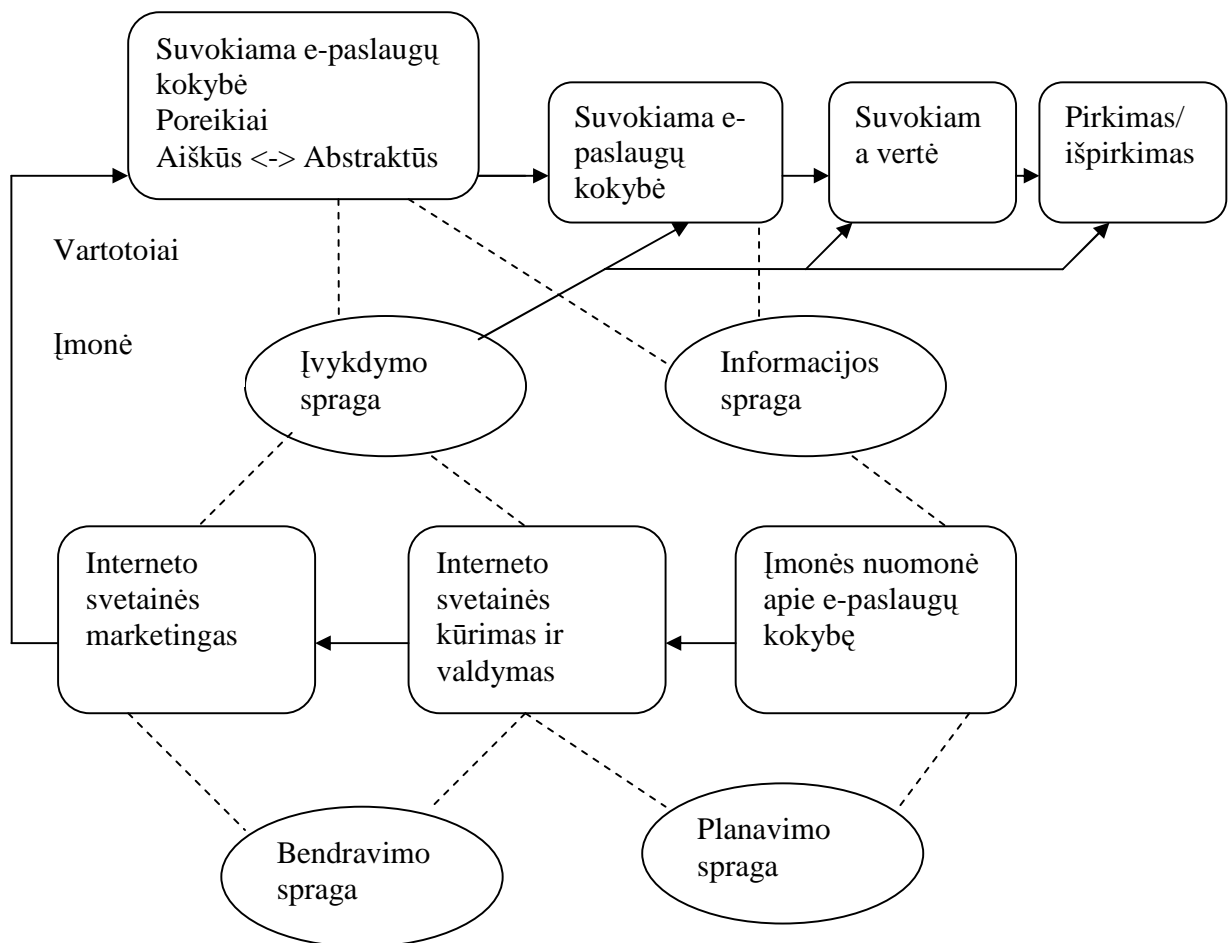 Suvokiama e-paslaugų
kokybė
Poreikiai
Aiškūs <-> Abstraktūs
Suvokiama e-
paslaugų
kokybė
Suvokiam
a vertė
Pirkimas/
išpirkimas
Vartotojai
Įmonė
Įvykdymo
spraga
Informacijos
spraga
Interneto
svetainės
marketingas
Interneto
svetainės
kūrimas ir
valdymas
Įmonės nuomonė
apie e-paslaugų
kokybę
Bendravimo
spraga
Planavimo
spraga